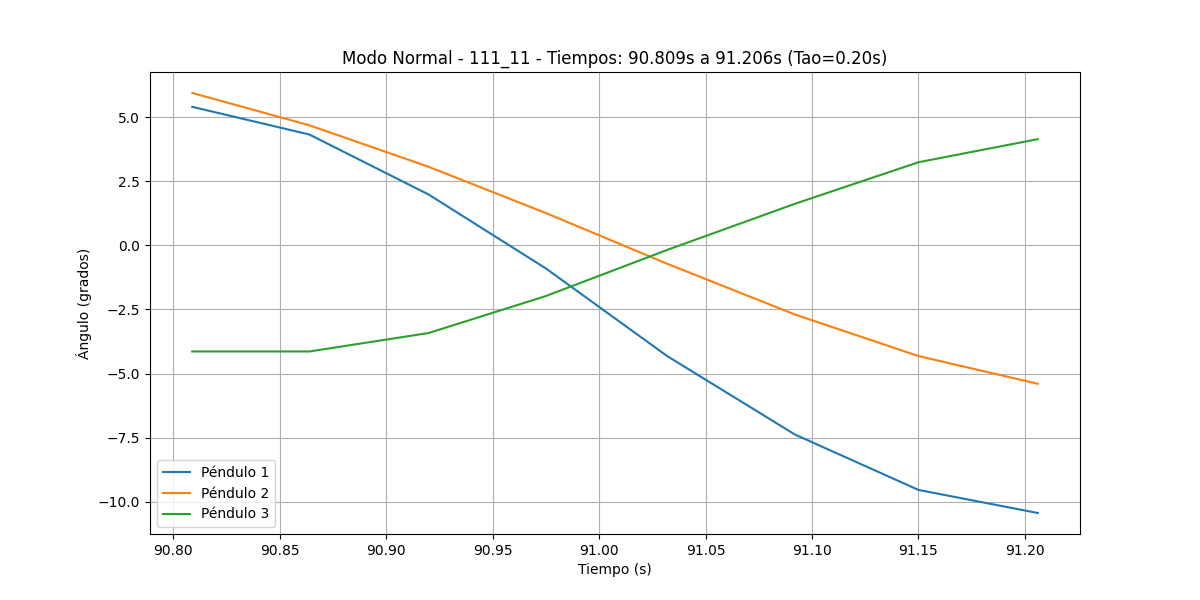 Modo Normal - 111_11 - Tiempos: 90.809s a 91.206s (Tao=0.20s)
Ángulo (grados)
5.0
2.5
0.0
−2.5
−5.0
−7.5
−10.0
Péndulo 1
Péndulo 2
Péndulo 3
90.80 90.85 90.90 90.95 91.00 91.05 91.10 91.15 91.20
Tiempo (s)